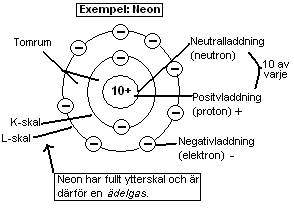 Exempel: Neon
Tomrum
Neutralladdning
(neutron)
10 av
varje
10+
Positvladdning
(proton) +
K-skal
L-skal
Negativladdning
(elektron) -
Neon har fullt ytterskal och är
därför en ädelgas.